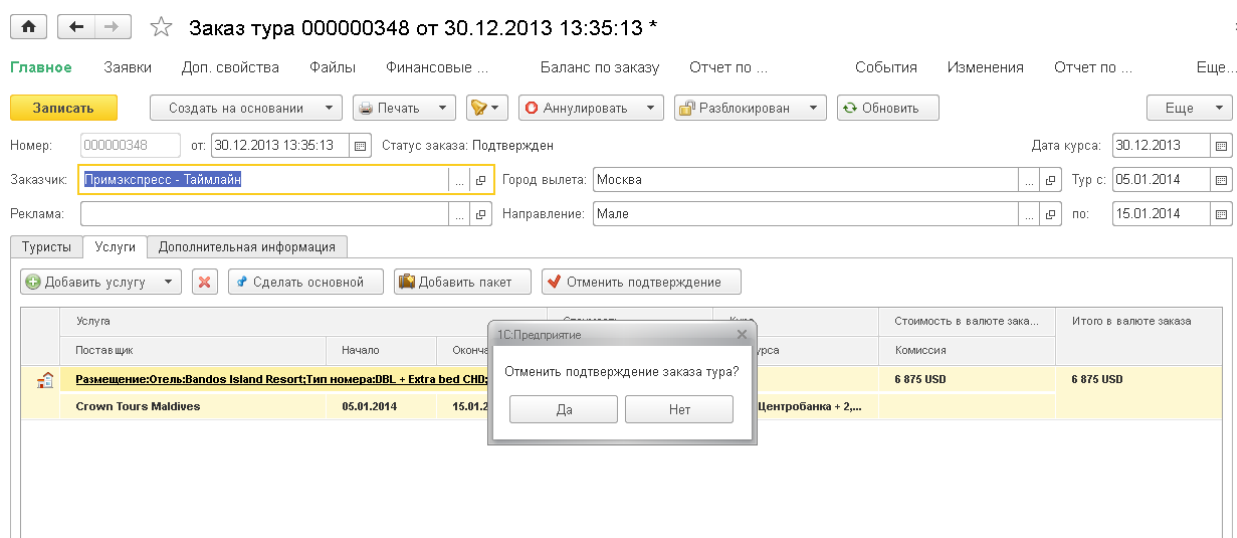 Заказ тура 000000348 от 30.12.2013 13:35:13 *
Главное Заявки Доп. свойства Файлы Финансовые ... Баланс по заказу Отчет по ... События Изменения Отчет по ... Еще...
Записать Создать на основании Печать Аннулировать Разблокирован Обновить Еще
Номер: 000000348 от: 30.12.2013 13:35:13 Статус заказа: Подтвержден Дата курса: 30.12.2013
Заказчик: Примэкспресс - Таймлайн ... Город вылета: Москва ... Тур с: 05.01.2014
Реклама: ... Направление: Мале ... по: 15.01.2014
Туристы Услуги Дополнительная информация
Добавить услугу Сделать основной Добавить пакет Отменить подтверждение
Услуга Стоимость Курс Стоимость в валюте зака... Итого в валюте заказа
1С:Предприятие
Поставщик Начало Комиссия
Отменить подтверждение заказа тура?
Размещение:Отель:Bandos Island Resort;Тип номера:DBL + Extra bed CHD; 6 875 USD 6 875 USD
Да Нет
Crown Tours Maldives 05.01.2014 Центробанка + 2,...